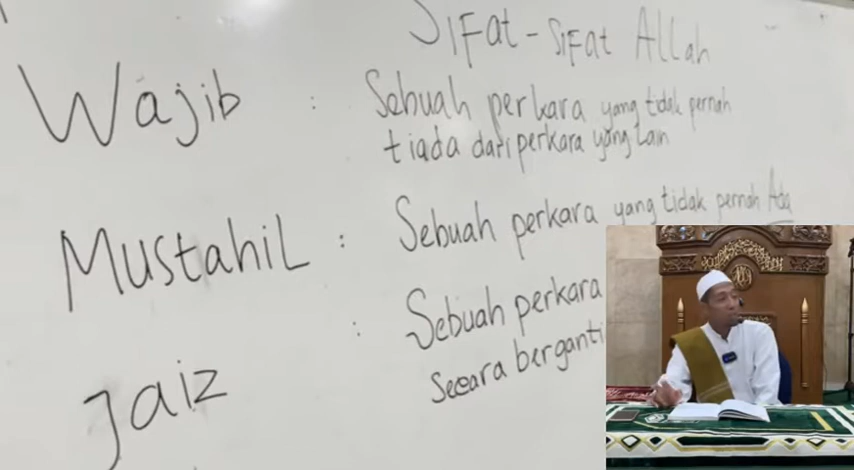 Sifat - Sifat Allah
Wajib : Sebuah perkara yang tidak pernah
tiada dari perkara yang Lain
MustahiL : Sebuah perkara yang tidak pernah Ada
Jaiz : Sebuah perkara
Secara berganti